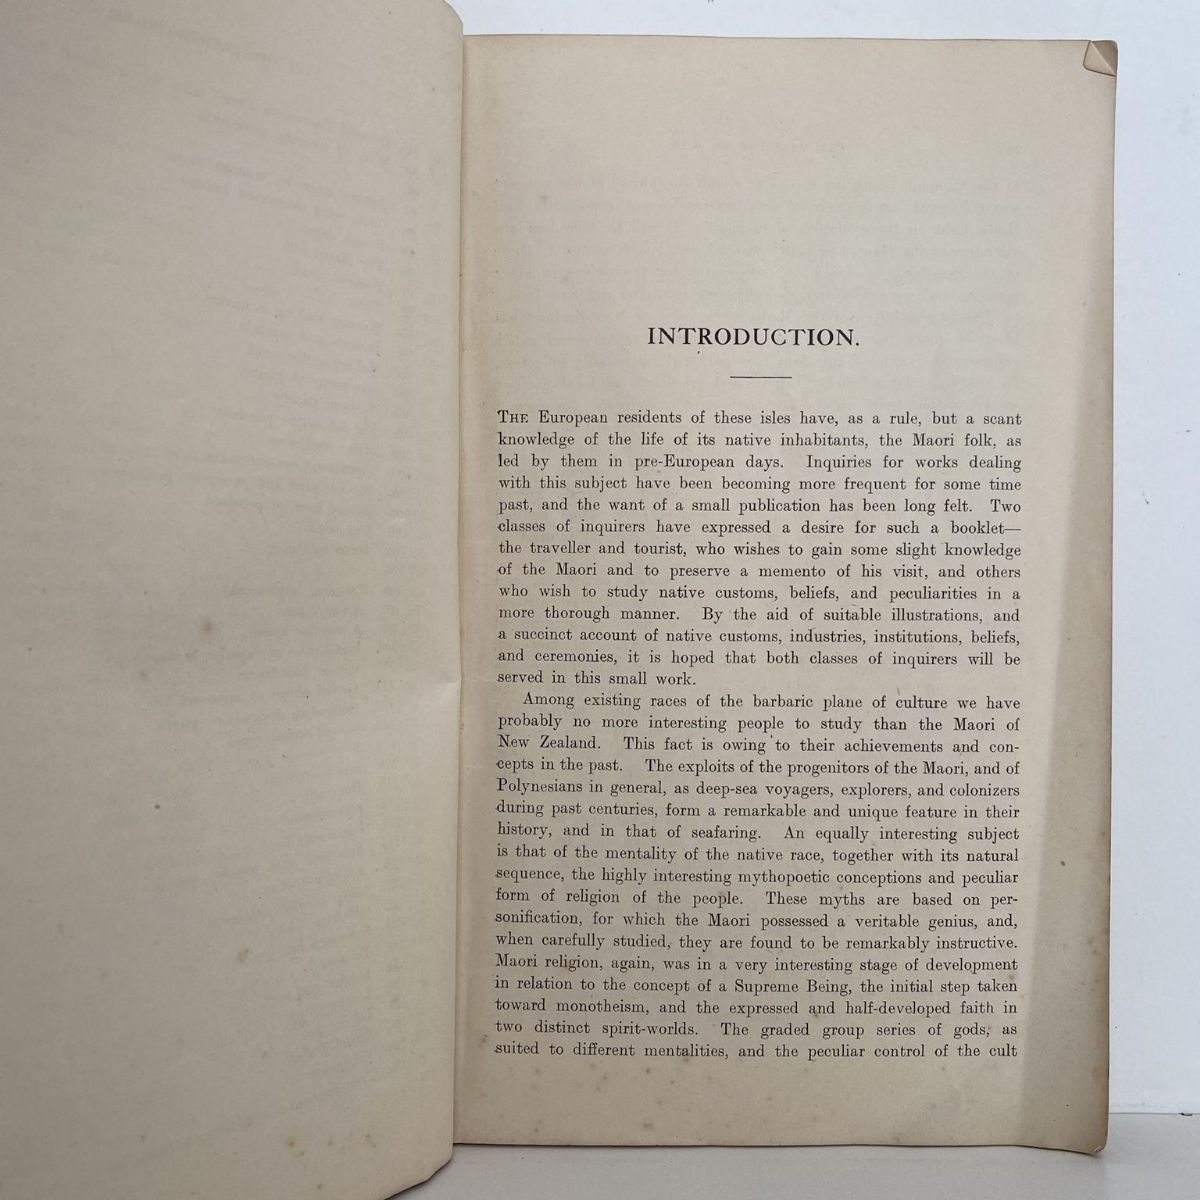 INTRODUCTION.
THE European residents of these isles have, as a rule, but a scant
knowledge of the life of its native inhabitants, the Maori folk, as
led by them in pre-European days. Inquiries for works dealing
with this subject have been becoming more frequent for some time
past, and the want of a small publication has been long felt. Two
classes of inquirers have expressed a desire for such a booklet—
the traveller and tourist, who wishes to gain some slight knowledge
of the Maori and to preserve a memento of his visit, and others
who wish to study native customs, beliefs, and peculiarities in a
more thorough manner. By the aid of suitable illustrations, and
a succinct account of native customs, industries, institutions, beliefs,
and ceremonies, it is hoped that both classes of inquirers will be
served in this small work.
Among existing races of the barbaric plane of culture we have
probably no more interesting people to study than the Maori of
New Zealand. This fact is owing to their achievements and con-
cepts in the past. The exploits of the progenitors of the Maori, and of
Polynesians in general, as deep-sea voyagers, explorers, and colonizers
during past centuries, form a remarkable and unique feature in their
history, and in that of seafaring. An equally interesting subject
is that of the mentality of the native race, together with its natural
sequence, the highly interesting mythopoetic conceptions and peculiar
form of religion of the people. These myths are based on per-
sonification, for which the Maori possessed a veritable genius, and,
when carefully studied, they are found to be remarkably instructive.
Maori religion, again, was in a very interesting stage of development
in relation to the concept of a Supreme Being, the initial step taken
toward monotheism, and the expressed and half-developed faith in
two distinct spirit-worlds. The graded group series of gods, as
suited to different mentalities, and the peculiar control of the cult